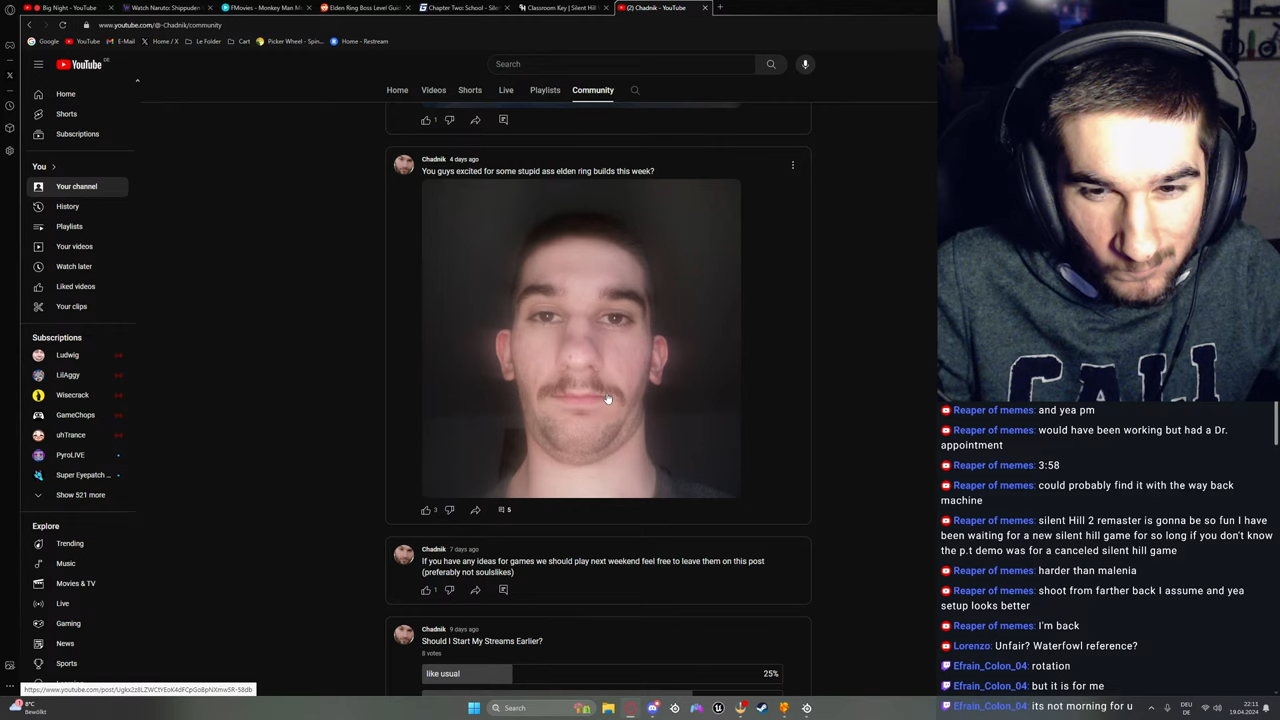 Big Night - YouTube
Watch Naruto: Shippuden
FMovies - Monkey Man
Elden Ring Boss Level Guide
Chapter Two: School - Sile
Classroom Key | Silent Hill
(2) Chadnik - YouTube
www.youtube.com/@-Chadnik/community
Google
YouTube
E-Mail
Home / X
Le Folder
Cart
Picker Wheel - Spin...
Home - Restream
YouTube DE
Search
Home
Videos
Shorts
Live
Playlists
Community
Home
Shorts
Subscriptions
You >
Your channel
History
Playlists
Your videos
Watch later
Liked videos
Your clips
Subscriptions
Ludwig
LilAggy
Wisecrack
GameChops
uhTrance
PyroLIVE
Super Eyepatch ...
Show 521 more
Explore
Trending
Music
Movies & TV
Live
Gaming
News
Sports
1
Chadnik 4 days ago
You guys excited for some stupid ass elden ring builds this week?
3
5
Chadnik 7 days ago
If you have any ideas for games we should play next weekend feel free to leave them on this post
(preferably not soulslikes)
1
Chadnik 9 days ago
Should I Start My Streams Earlier?
8 votes
like usual 25%
CALL
Reaper of memes: and yea pm
Reaper of memes: would have been working but had a Dr.
appointment
Reaper of memes: 3:58
Reaper of memes: could probably find it with the way back
machine
Reaper of memes: silent Hill 2 remaster is gonna be so fun I have
been waiting for a new silent hill game for so long if you don't know
the p.t demo was for a canceled silent hill game
Reaper of memes: harder than malenia
Reaper of memes: shoot from farther back I assume and yea
setup looks better
Reaper of memes: I'm back
Lorenzo: Unfair? Waterfowl reference?
Efrain_Colon_04: rotation
Efrain_Colon_04: but it is for me
Efrain_Colon_04: its not morning for u
8°C
Bewölkt
Search
DEU
DE
22:11
19.04.2024